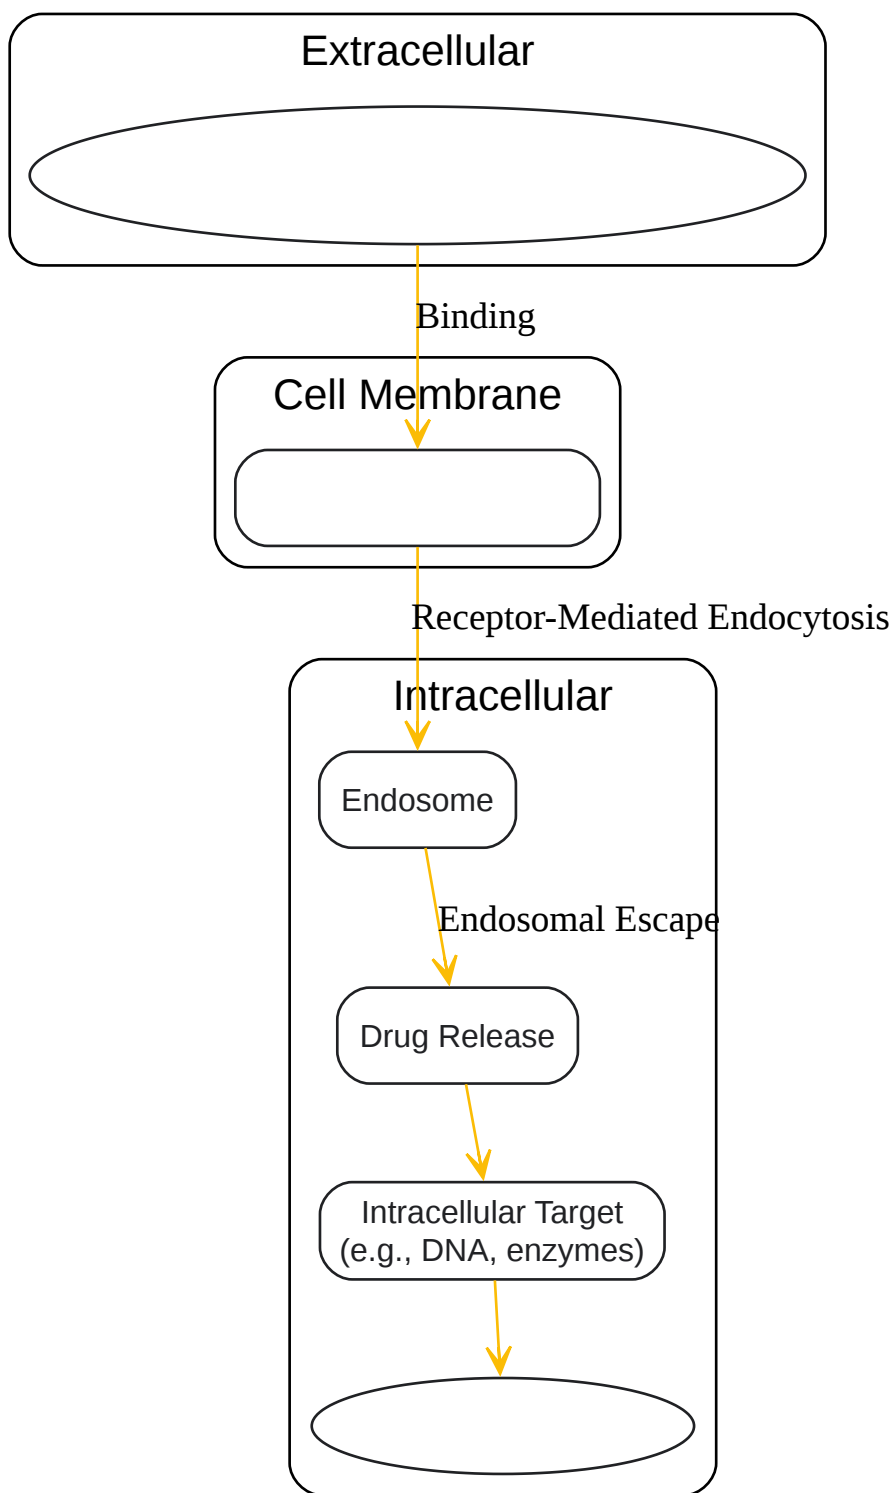 Extracellular
Binding
Cell Membrane
Receptor-Mediated Endocytosis
Intracellular
Endosome
Endosomal Escape
Drug Release
Intracellular Target
(e.g., DNA, enzymes)